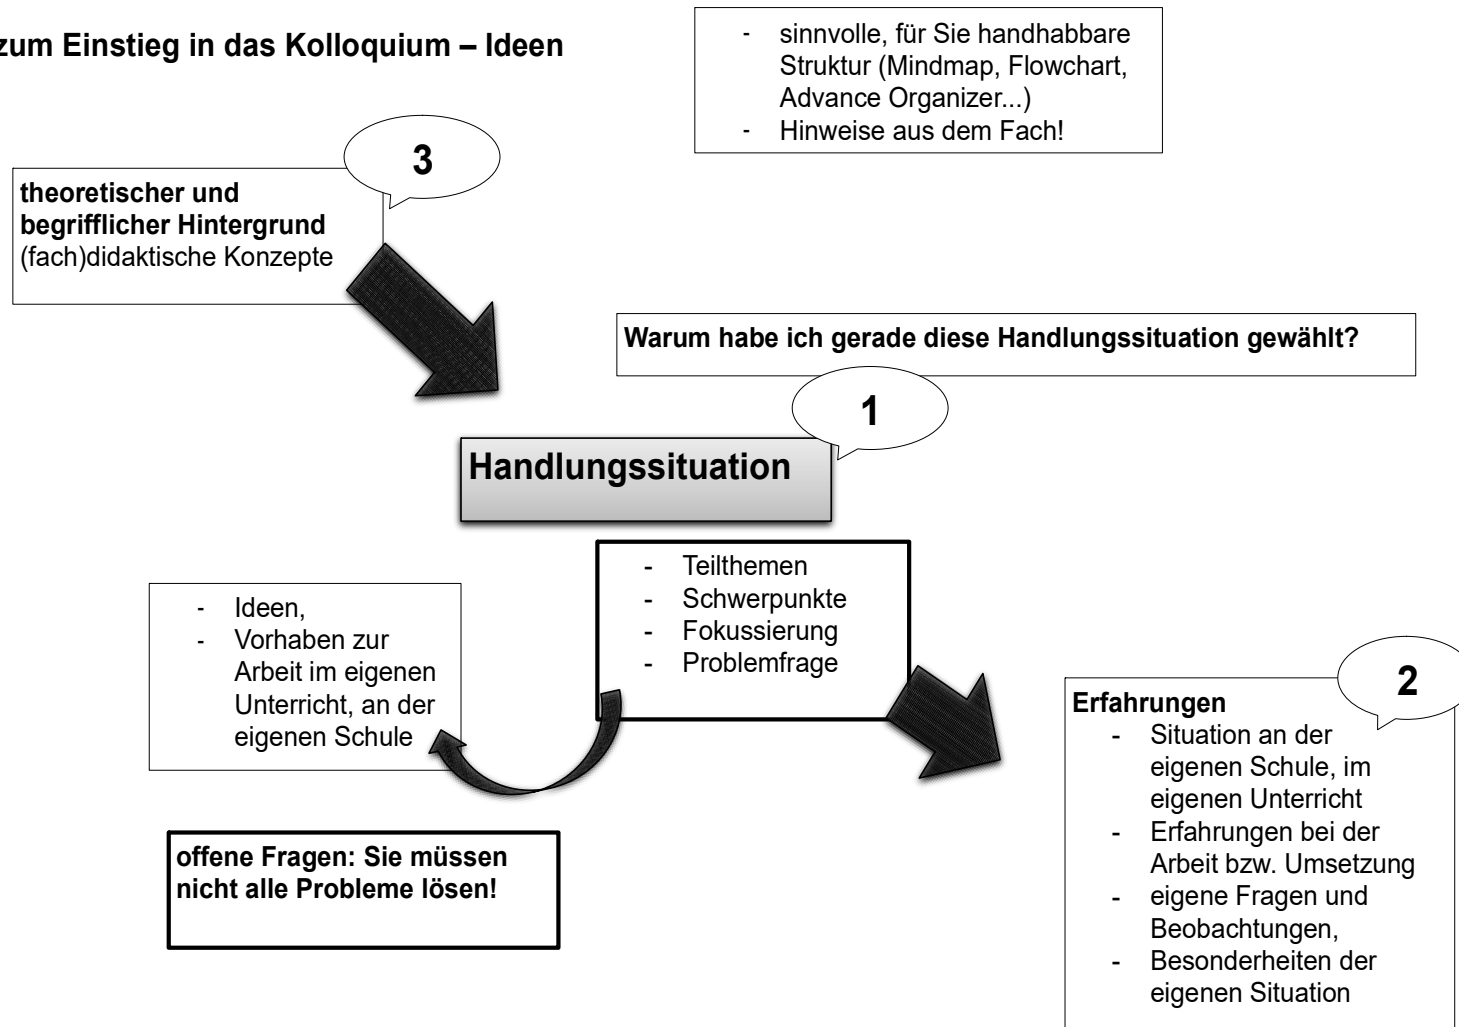 zum Einstieg in das Kolloquium – Ideen
- sinnvolle, für Sie handhabbare
Struktur (Mindmap, Flowchart,
Advance Organizer...)
- Hinweise aus dem Fach!
3
theoretischer und
begrifflicher Hintergrund
(fach)didaktische Konzepte
Warum habe ich gerade diese Handlungssituation gewählt?
1
Handlungssituation
- Teilthemen
- Schwerpunkte
- Fokussierung
- Problemfrage
- Ideen,
- Vorhaben zur
Arbeit im eigenen
Unterricht, an der
eigenen Schule
2
Erfahrungen
- Situation an der
eigenen Schule, im
eigenen Unterricht
- Erfahrungen bei der
Arbeit bzw. Umsetzung
- eigene Fragen und
Beobachtungen,
- Besonderheiten der
eigenen Situation
offene Fragen: Sie müssen
nicht alle Probleme lösen!